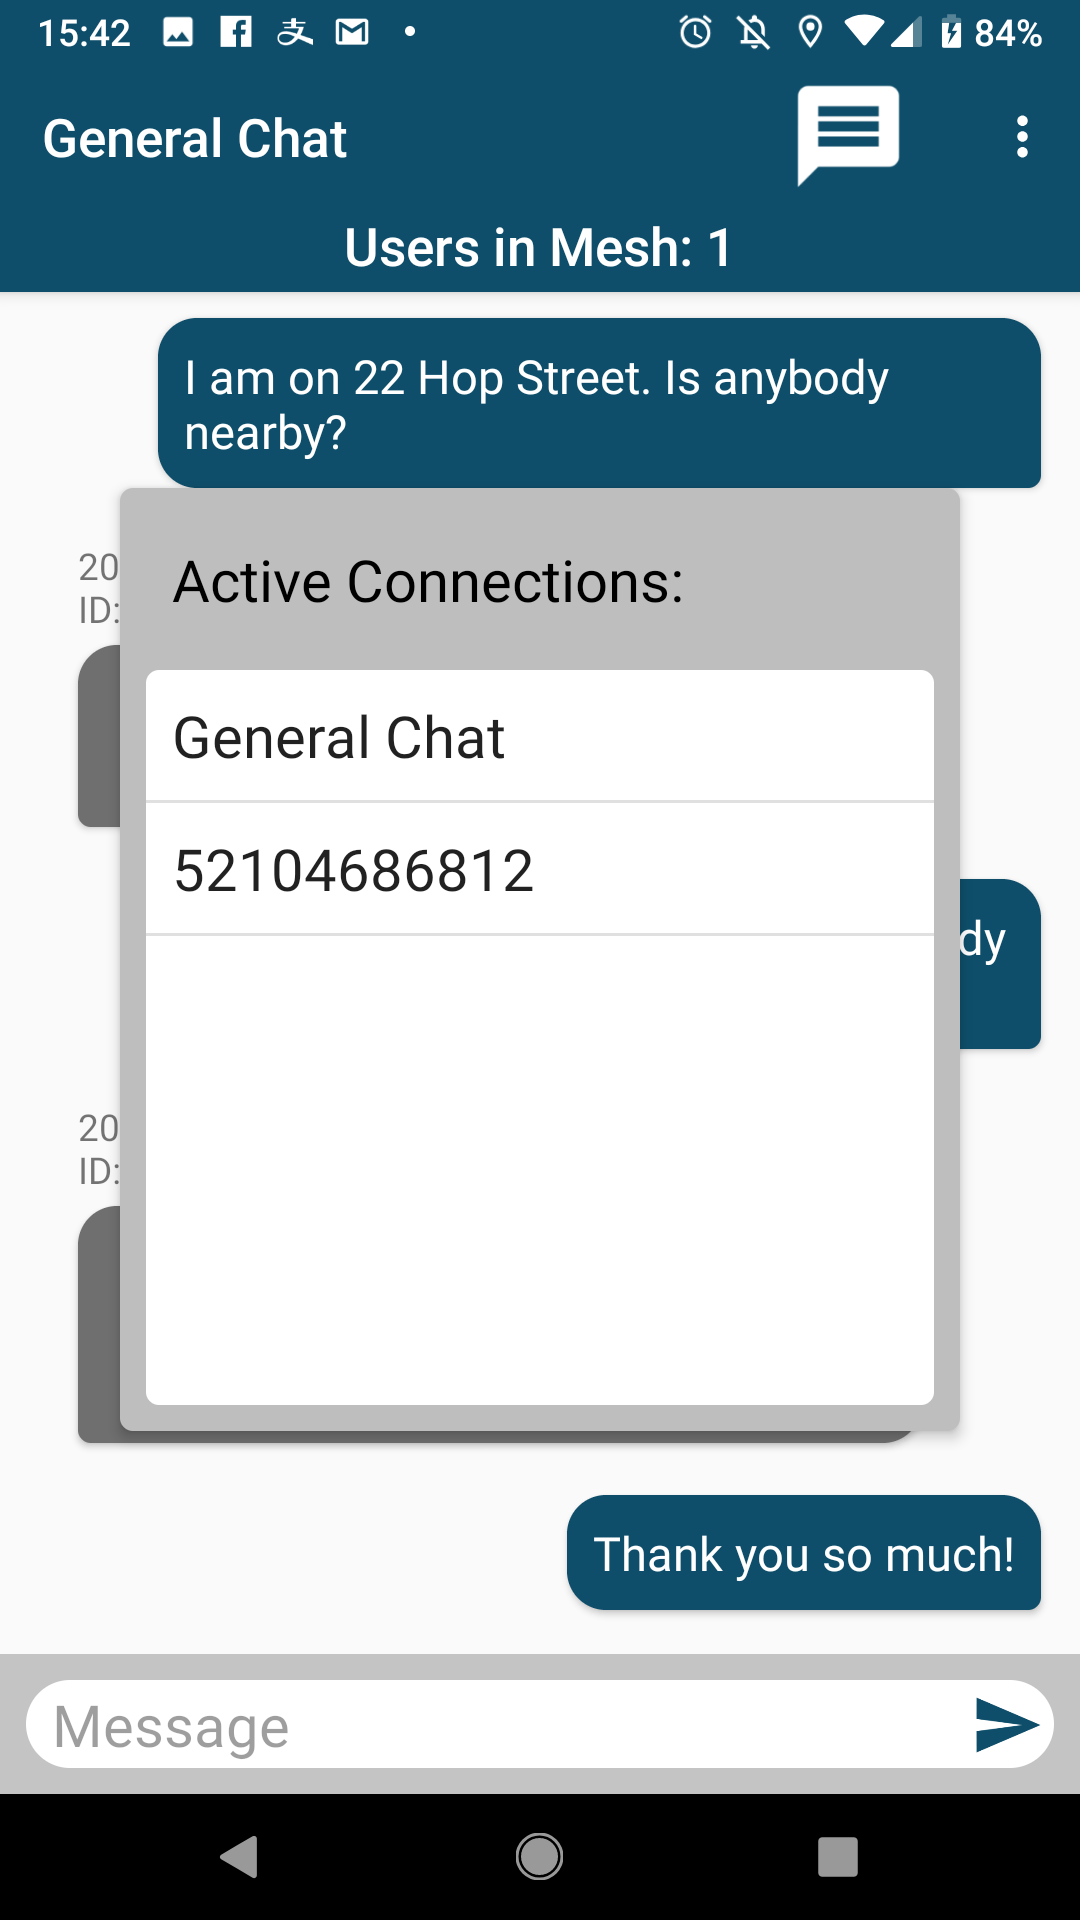 15:42
84%
General Chat
Users in Mesh: 1
I am on 22 Hop Street. Is anybody
nearby?
20
ID:
Active Connections:
General Chat
52104686812
dy
20
ID:
Thank you so much!
Message